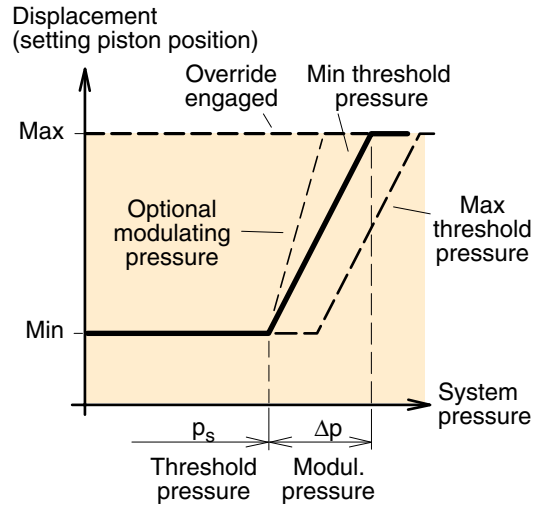 Displacement
(setting piston position)
Override
engaged
Min threshold
pressure
Max
Optional
modulating
pressure
Max
threshold
pressure
Min
System
pressure
ps
Δp
Threshold
pressure
Modul.
pressure